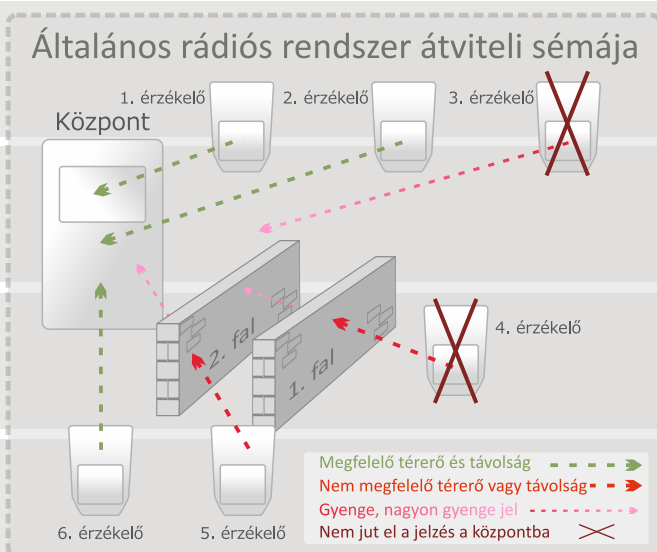 Általános rádiós rendszer átviteli sémája
1. érzékelő
2. érzékelő
3. érzékelő
Központ
2. fal
1. fal
4. érzékelő
6. érzékelő
5. érzékelő
Megfelelő térerő és távolság
Nem megfelelő térerő vagy távolság
Gyenge, nagyon gyenge jel
Nem jut el a jelzés a központba